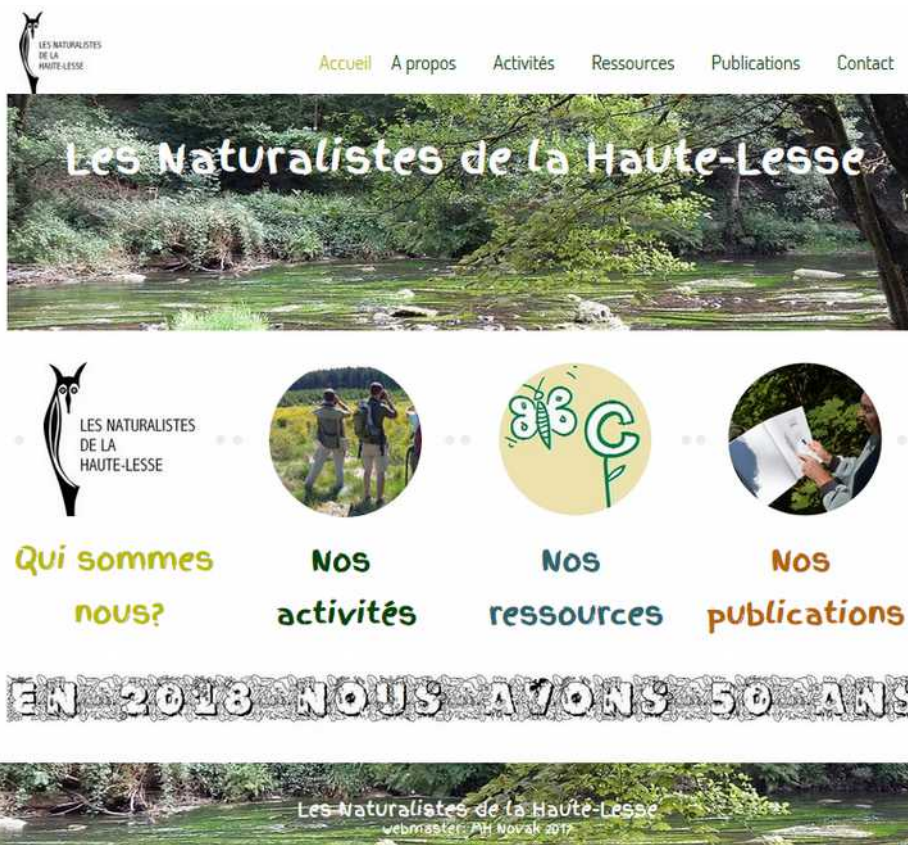 LES NATURALISTES
DE LA
HAUTE-LESSE
Accueil A propos Activités Ressources Publications Contact
Les Naturalistes de la Haute-Lesse
LES NATURALISTES
DE LA
HAUTE-LESSE
C
Qui sommes
nous?
Nos
activités
Nos
ressources
Nos
publications
EN 2018 NOUS AVONS 50 ANS
Les Naturalistes de la Haute-Lesse
webmaster: MH Novak 2017